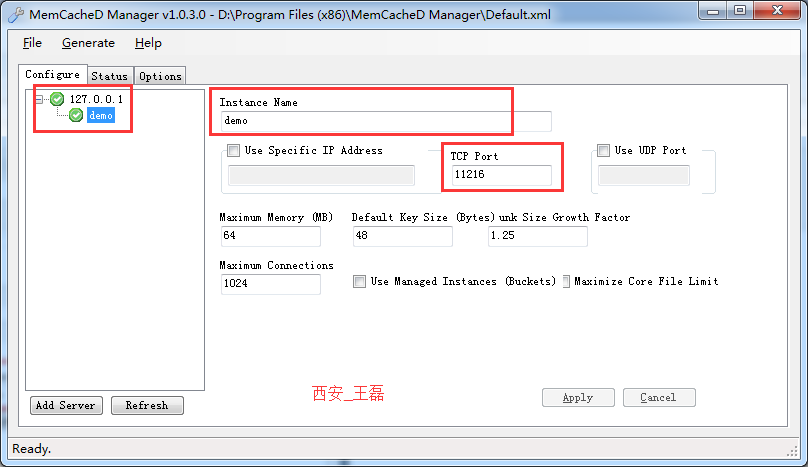 MemCacheD Manager v1.0.3.0 - D:\Program Files (x86)\MemCacheD Manager\Default.xml
File Generate Help
Configure Status Options
127.0.0.1
demo
Instance Name
demo
Use Specific IP Address
TCP Port
11216
Use UDP Port
Maximum Memory (MB) Default Key Size (Bytes) unk Size Growth Factor
64 48 1.25
Maximum Connections
1024
Use Managed Instances (Buckets) Maximize Core File Limit
西安_王磊
Add Server Refresh Apply Cancel
Ready.